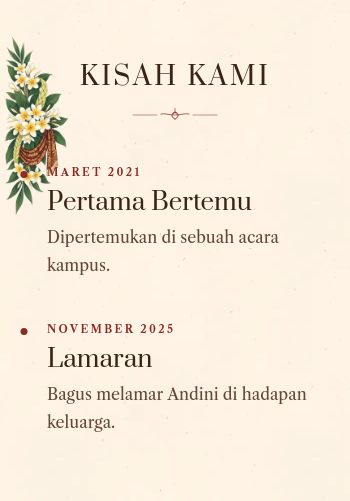 KISAH KAMI
MARET 2021
Pertama Bertemu
Dipertemukan di sebuah acara
kampus.
NOVEMBER 2025
Lamaran
Bagus melamar Andini di hadapan
keluarga.